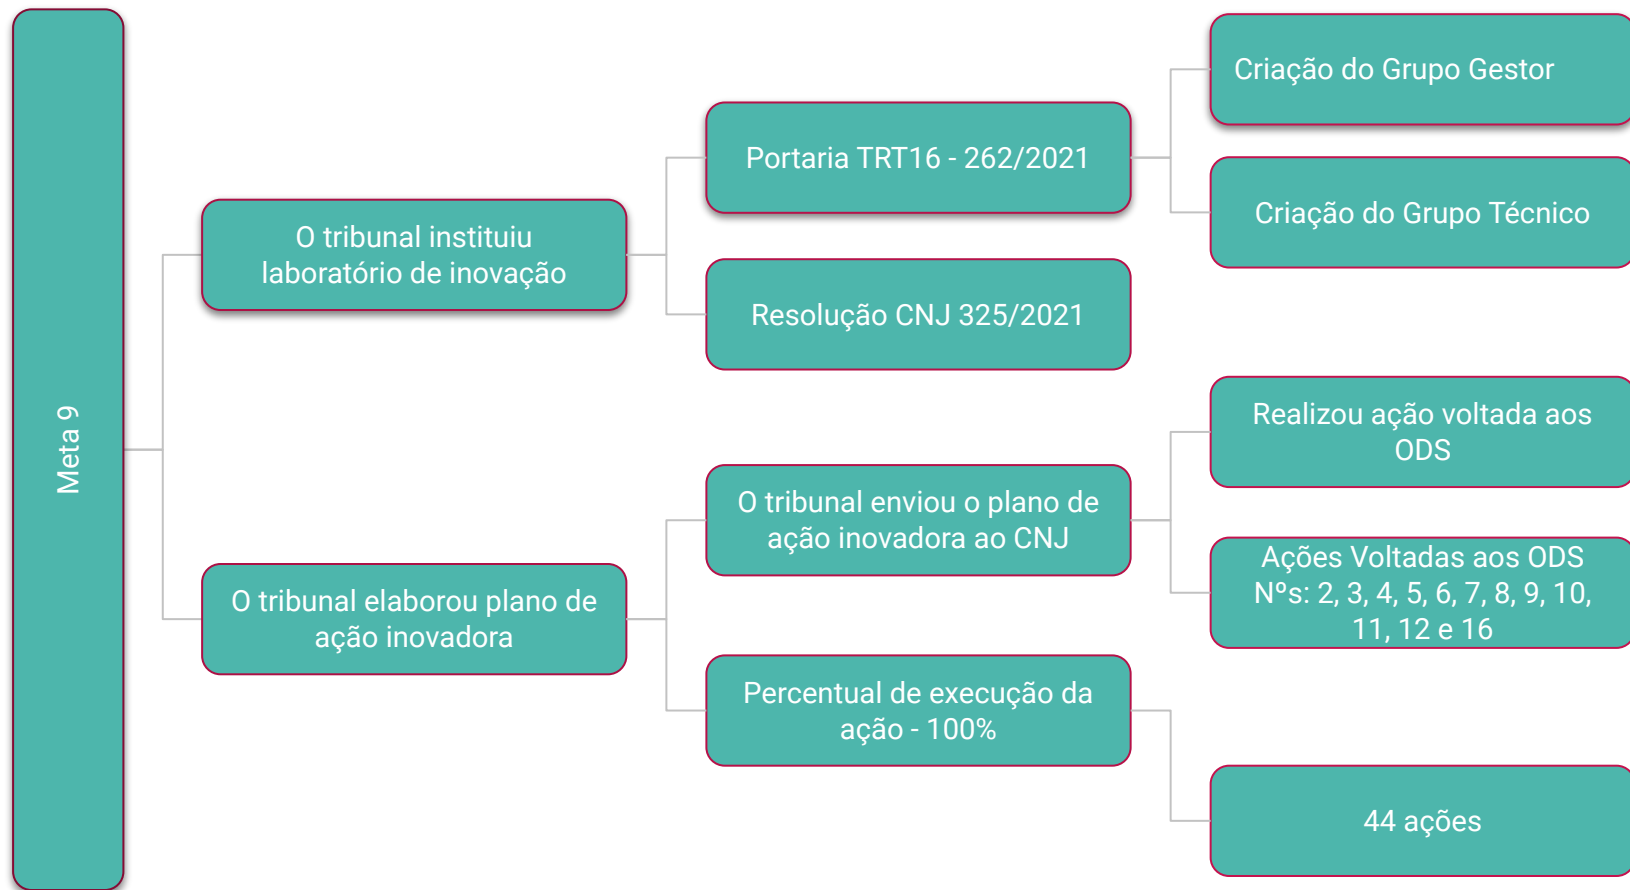 Meta 9
O tribunal instituiu
laboratório de inovação
Portaria TRT16 - 262/2021
Criação do Grupo Gestor
Criação do Grupo Técnico
Resolução CNJ 325/2021
O tribunal elaborou plano de
ação inovadora
O tribunal enviou o plano de
ação inovadora ao CNJ
Realizou ação voltada aos
ODS
Ações Voltadas aos ODS
Nºs: 2, 3, 4, 5, 6, 7, 8, 9, 10,
11, 12 e 16
Percentual de execução da
ação - 100%
44 ações